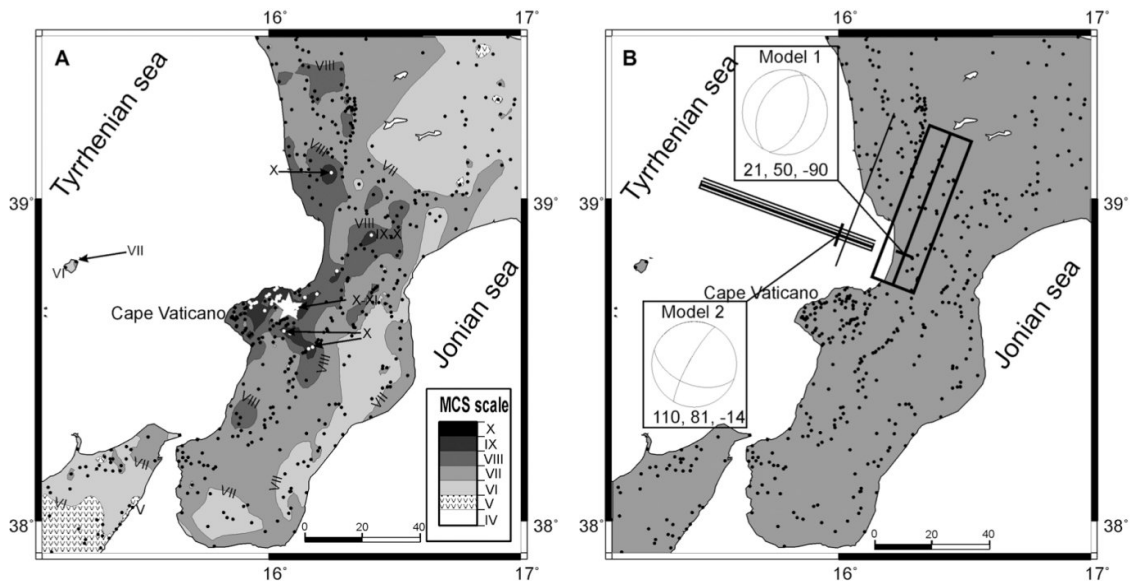 16°
17°
A
Tyrrhenian sea
VIII
VIII
X
VII
39°
VIII
IX-X
VII
VI
X-XI
Cape Vaticano
X
VIII
Jonian sea
VIII
VII
MCS scale
X
IX
VIII
VII
VI
V
IV
VII
VII
VII
VI
V
38°
0 20 40
16°
17°
16°
17°
B
Tyrrhenian sea
Model 1
21, 50, -90
39°
39°
Cape Vaticano
Model 2
110, 81, -14
Jonian sea
38°
38°
0 20 40
16°
17°